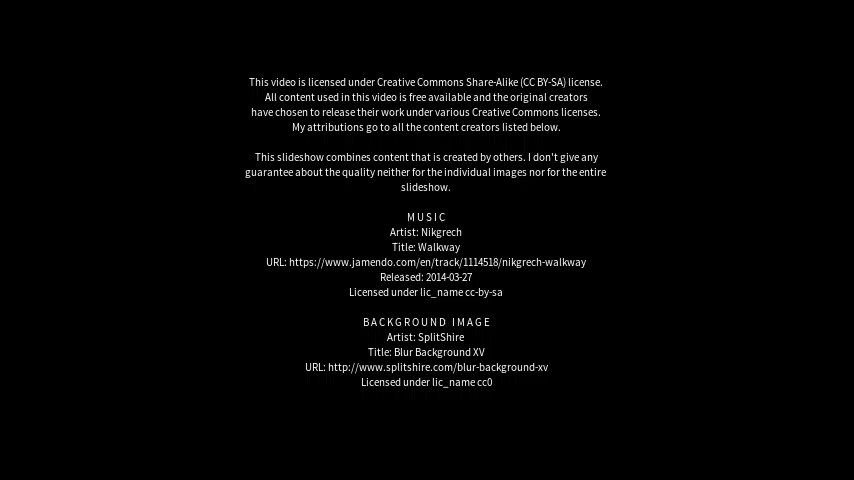 This video is licensed under Creative Commons Share-Alike (CC BY-SA) license.
All content used in this video is free available and the original creators
have chosen to release their work under various Creative Commons licenses.
My attributions go to all the content creators listed below.
This slideshow combines content that is created by others. I don't give any
guarantee about the quality neither for the individual images nor for the entire
slideshow.
M U S I C
Artist: Nikgrech
Title: Walkway
URL: https://www.jamendo.com/en/track/1114518/nikgrech-walkway
Released: 2014-03-27
Licensed under lic_name cc-by-sa
B A C K G R O U N D   I M A G E
Artist: SplitShire
Title: Blur Background XV
URL: http://www.splitshire.com/blur-background-xv
Licensed under lic_name cc0